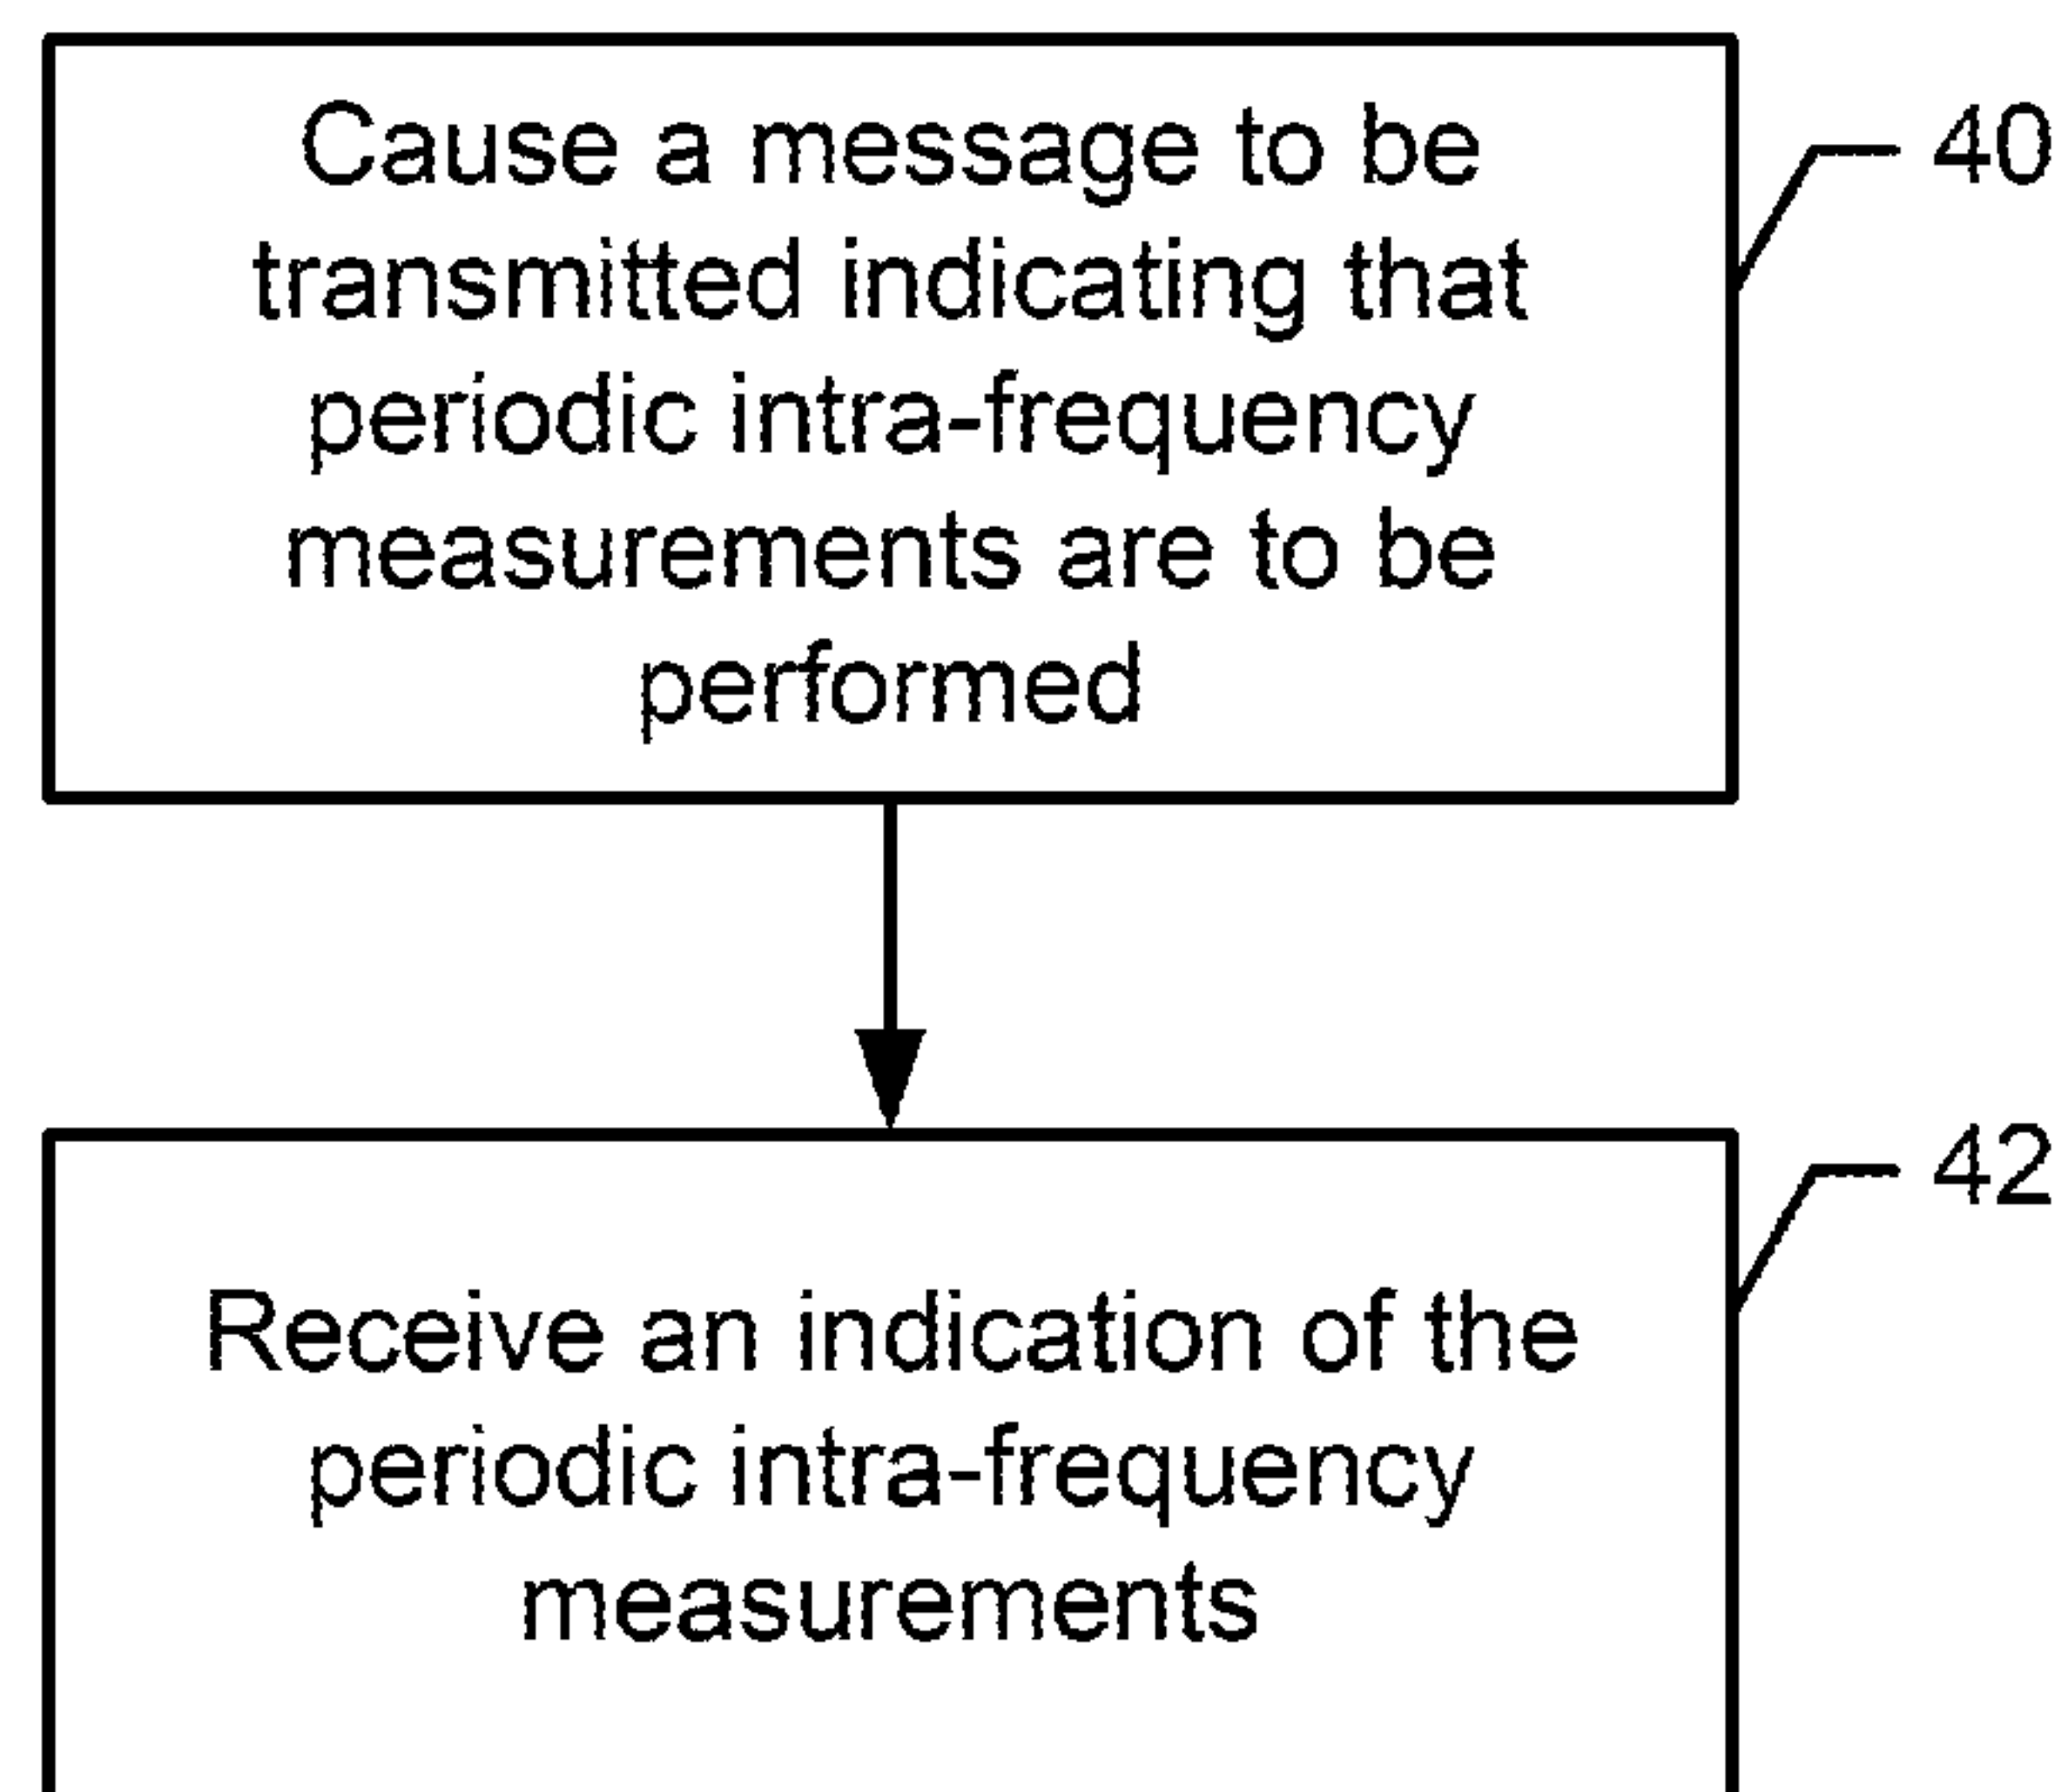 Cause a message to be
transmitted indicating that
periodic intra-frequency
measurements are to be
performed
40
42
Receive an indication of the
periodic intra-frequency
measurements